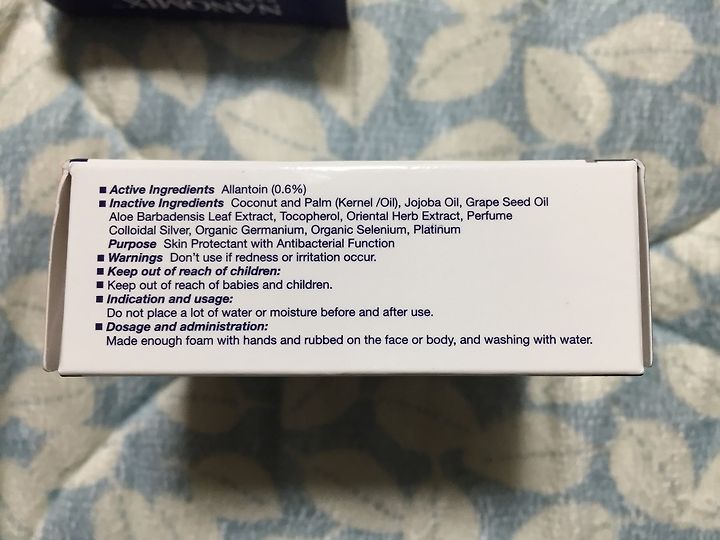 NANOMIX
■ Active Ingredients Allantoin (0.6%)
■ Inactive Ingredients Coconut and Palm (Kernel /Oil), Jojoba Oil, Grape Seed Oil
Aloe Barbadensis Leaf Extract, Tocopherol, Oriental Herb Extract, Perfume
Colloidal Silver, Organic Germanium, Organic Selenium, Platinum
Purpose Skin Protectant with Antibacterial Function
■ Warnings Don't use if redness or irritation occur.
■ Keep out of reach of children:
■ Keep out of reach of babies and children.
■ Indication and usage:
Do not place a lot of water or moisture before and after use.
■ Dosage and administration:
Made enough foam with hands and rubbed on the face or body, and washing with water.